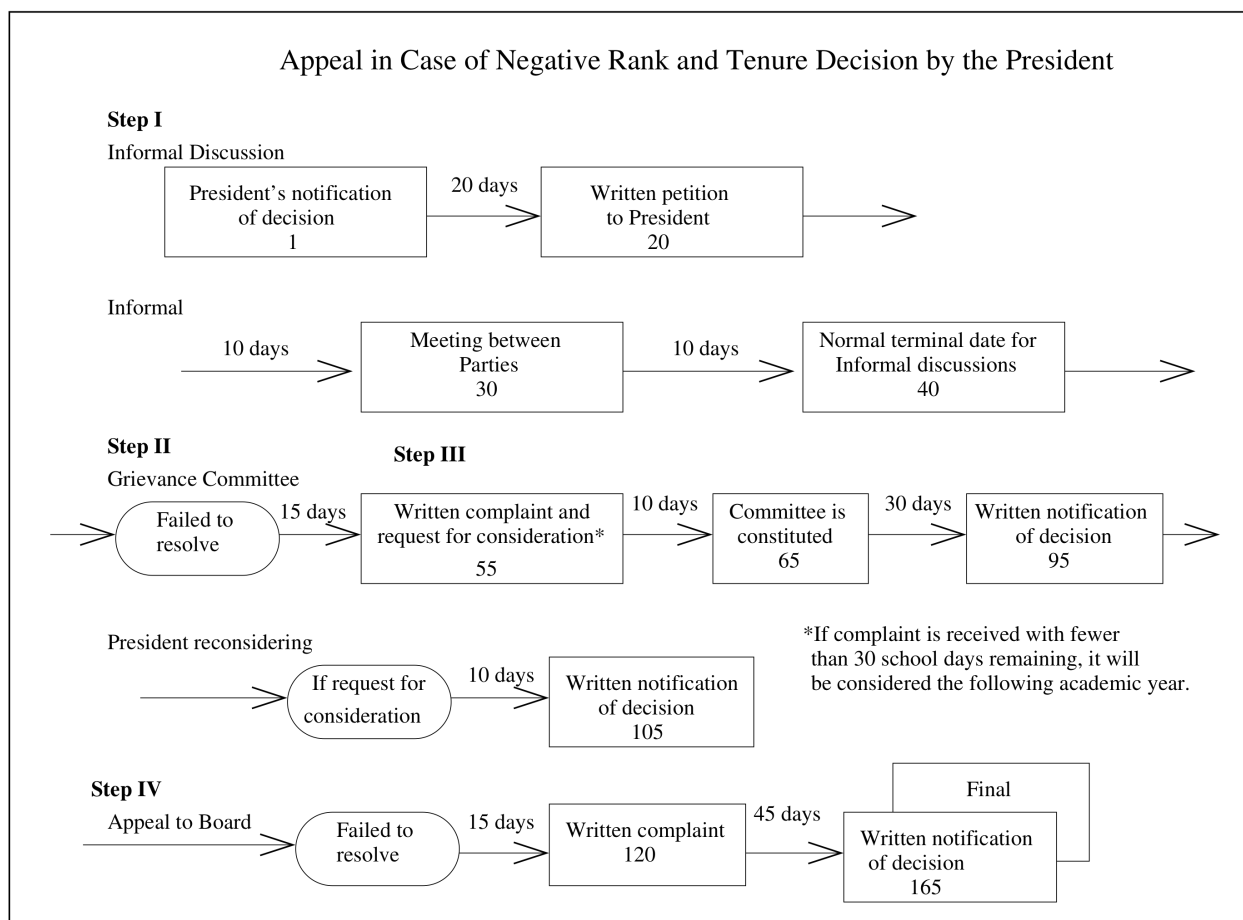 Appeal in Case of Negative Rank and Tenure Decision by the President
Step I
Informal Discussion
President’s notification
of decision
1
20 days
Written petition
to President
20
Informal
10 days
Meeting between
Parties
30
10 days
Normal terminal date for
Informal discussions
40
Step II
Grievance Committee
Step III
Failed to
resolve
15 days
Written complaint and
request for consideration*
55
10 days
Committee is
constituted
65
30 days
Written notification
of decision
95
President reconsidering
If request for
consideration
10 days
Written notification
of decision
105
*If complaint is received with fewer
than 30 school days remaining, it will
be considered the following academic year.
Step IV
Appeal to Board
Failed to
resolve
15 days
Written complaint
120
45 days
Final
Written notification
of decision
165